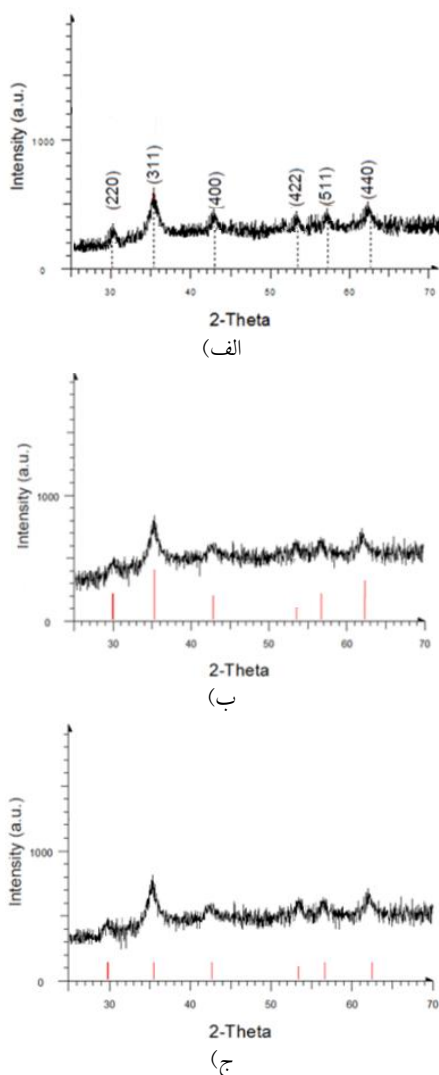 Intensity (a.u.)
1000
0
(220)
(311)
(400)
(422)
(511)
(440)
30 40 50 60 70
2-Theta
الف)
Intensity (a.u.)
1000
0
30 40 50 60 70
2-Theta
ب)
Intensity (a.u.)
1000
0
30 40 50 60 70
2-Theta
ج)